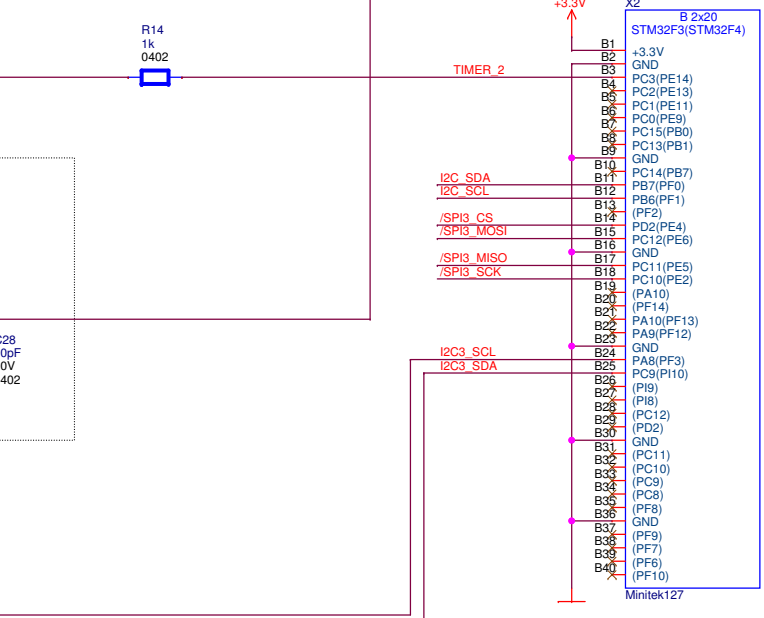 +3.3V
X2
B 2x20
STM32F3(STM32F4)
R14
1k
0402
TIMER_2
B1 +3.3V
B2 GND
B3 PC3(PE14)
B4 PC2(PE13)
B5 PC1(PE11)
B6 PC0(PE9)
B7 PC15(PB0)
B8 PC13(PB1)
B9 GND
B10 PC14(PB7)
I2C_SDA B11 PB7(PF0)
I2C_SCL B12 PB6(PF1)
B13 (PF2)
/SPI3_CS B14 PD2(PE4)
/SPI3_MOSI B15 PC12(PE6)
B16 GND
/SPI3_MISO B17 PC11(PE5)
/SPI3_SCK B18 PC10(PE2)
B19 (PA10)
B20 (PF14)
B21 PA10(PF13)
B22 PA9(PF12)
B23 GND
I2C3_SCL B24 PA8(PF3)
I2C3_SDA B25 PC9(PI10)
B26 (PI9)
B27 (PI8)
B28 (PC12)
B29 (PD2)
B30 GND
B31 (PC11)
B32 (PC10)
B33 (PC9)
B34 (PC8)
B35 (PF8)
B36 GND
B37 (PF9)
B38 (PF7)
B39 (PF6)
B40 (PF10)
Minitek127
C28
0pF
0V
402